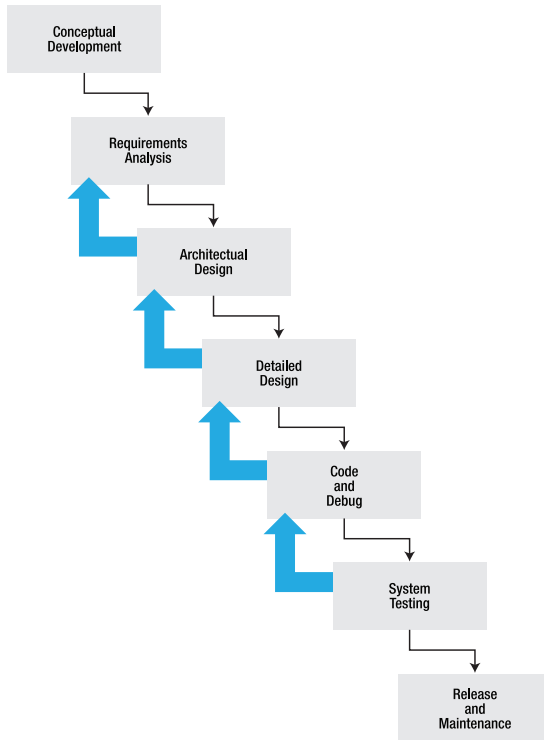 Conceptual
Development
Requirements
Analysis
Architectual
Design
Detailed
Design
Code
and
Debug
System
Testing
Release
and
Maintenance